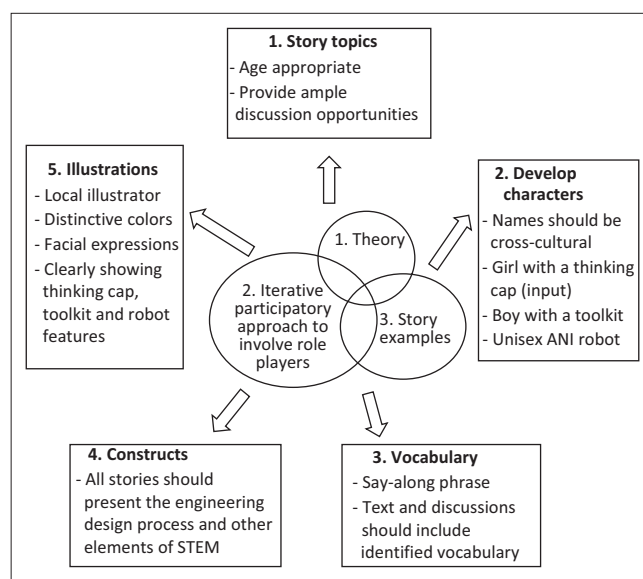 1. Story topics
- Age appropriate
- Provide ample
discussion opportunities
5. Illustrations
- Local illustrator
- Distinctive colors
- Facial expressions
- Clearly showing
thinking cap,
toolkit and robot
features
2. Develop
characters
- Names should be
cross-cultural
- Girl with a thinking
cap (input)
- Boy with a toolkit
- Unisex ANI robot
1. Theory
2. Iterative
participatory
approach to
involve role
players
3. Story
examples
4. Constructs
- All stories should
present the engineering
design process and other
elements of STEM
3. Vocabulary
- Say-along phrase
- Text and discussions
should include
identified vocabulary